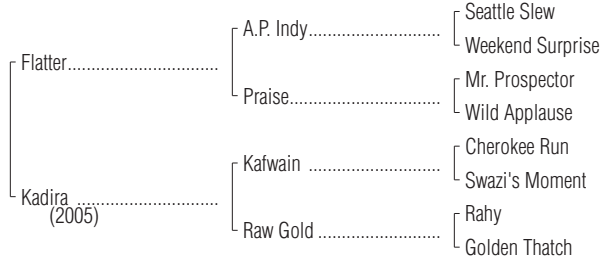 Seattle Slew
A.P. Indy..............................
Weekend Surprise
Flatter..................................
Mr. Prospector
Praise..................................
Wild Applause
Cherokee Run
Kafwain ............................
Swazi's Moment
Kadira ...............................
(2005)
Rahy
Raw Gold ..........................
Golden Thatch